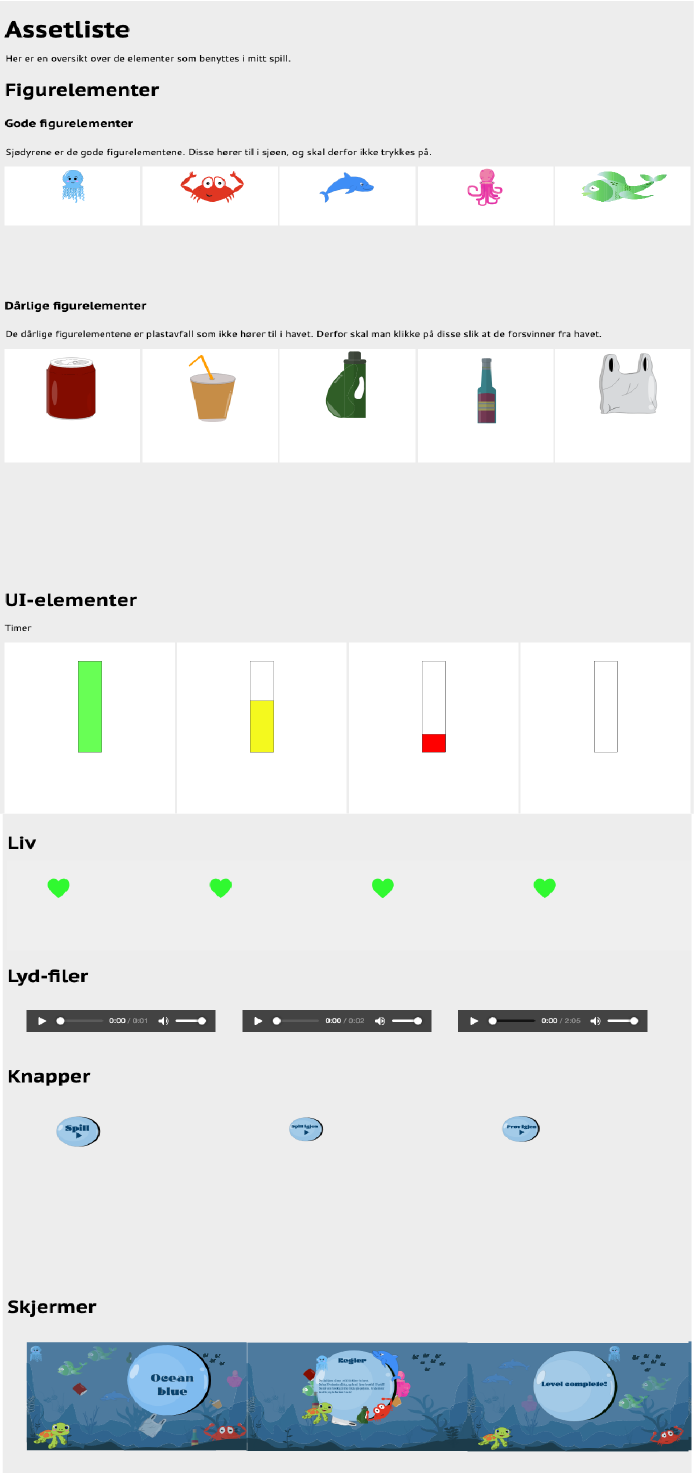 Assetliste
Her er en oversikt over de elementer som benyttes i mitt spill.
Figurelementer
Gode figurelementer
Sjødyrene er de gode figurelementene. Disse hører til i sjøen, og skal derfor ikke trykkes på.
Dårlige figurelementer
De dårlige figurelementene er plastavfall som ikke hører til i havet. Derfor skal man klikke på disse slik at de forsvinner fra havet.
UI-elementer
Timer
Liv
Lyd-filer
0:00 / 0:01
0:00 / 0:02
0:00 / 2:05
Knapper
Spill
Spill igjen
Prøv igjen
Skjermer
Ocean
blue
Regler
Level complete!